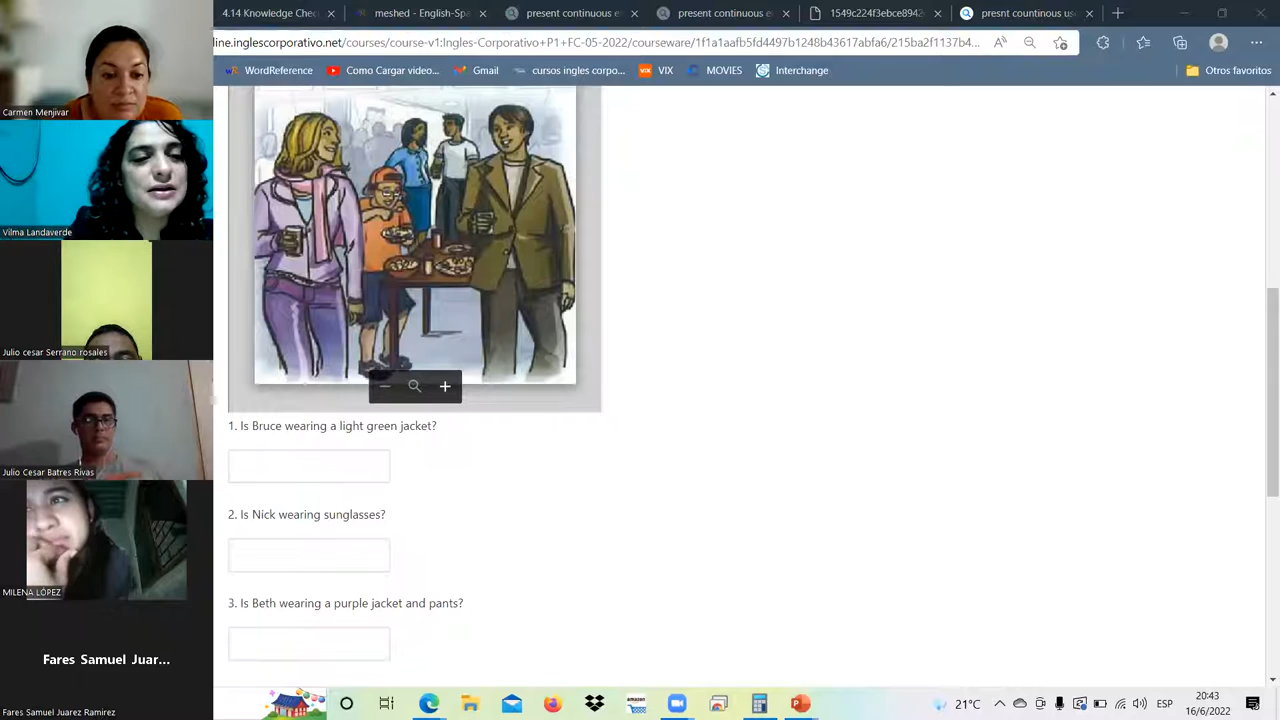 4.14 Knocking A
meshed - English-Spa
present continuous e
present continuous e
1549c224f3ebce8942
presnt countinous us
line.inglescorporativo.net/courses/course-v1:Ingles-Corporativo+P1+FC-05-2022/courseware/1f1a1aafb5fd4497b1248b43617abfa6/215ba2f1137b4...
WordReference
Como Cargar video...
Gmail
cursos ingles corpo...
VIX
MOVIES
Interchange
Otros favoritos
Carmen Menjivar
Vilma Landaverde
Julio cesar Serrano rosales
Julio Cesar Batres Rivas
MILENA LÓPEZ
Fares Samuel Juar...
Fares Samuel Juarez Ramirez
1. Is Bruce wearing a light green jacket?
2. Is Nick wearing sunglasses?
3. Is Beth wearing a purple jacket and pants?
21°C
ESP
20:43
16/6/2022